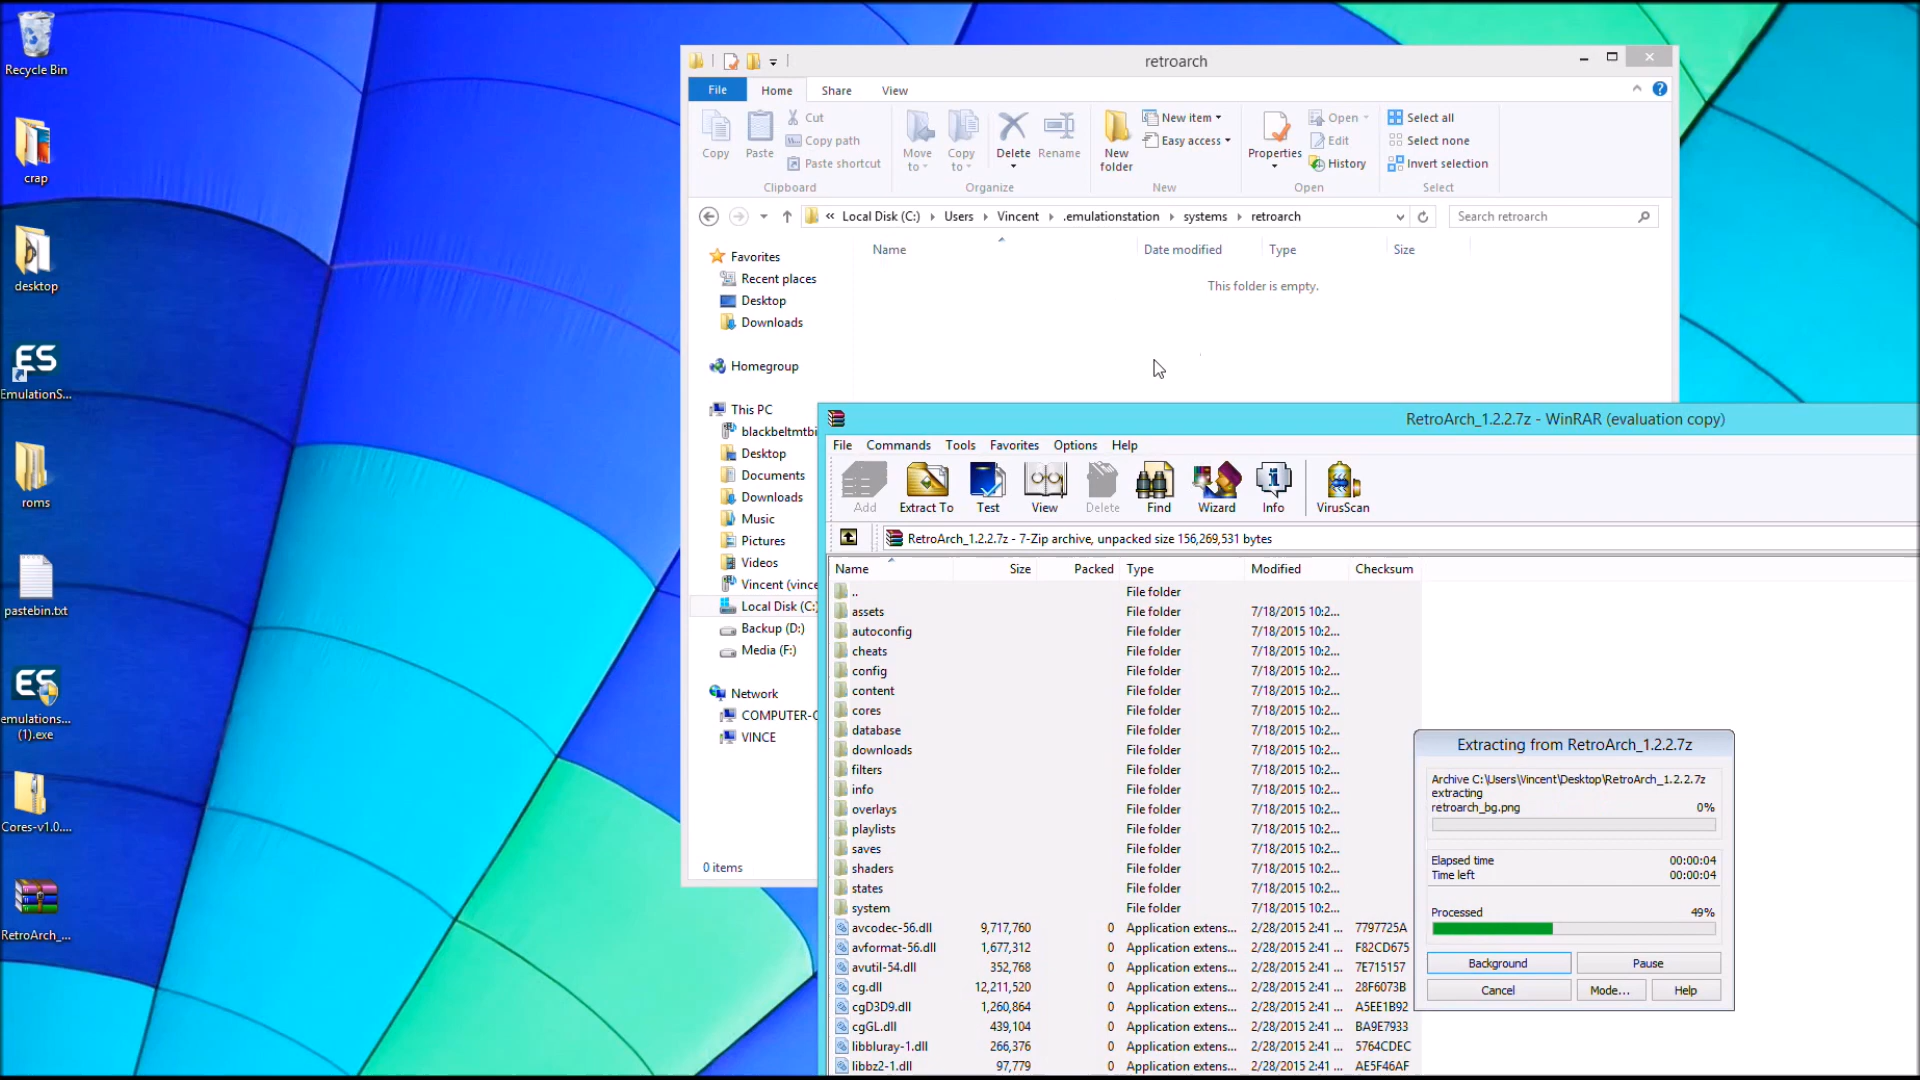 Recycle Bin
crap
desktop
EmulationS...
roms
pastebin.txt
emulations...
(1).exe
Cores-v1.0....
RetroArch_...
retroarch
File Home Share View
Copy
Paste
Cut
Copy path
Paste shortcut
Clipboard
Move to
Copy to
Delete
Rename
Organize
New folder
New item
Easy access
New
Properties
Open
Edit
History
Open
Select all
Select none
Invert selection
Select
« Local Disk (C:) Users Vincent .emulationstation systems retroarch
Search retroarch
Name Date modified Type Size
This folder is empty.
Favorites
Recent places
Desktop
Downloads
Homegroup
This PC
blackbeltmtbi
Desktop
Documents
Downloads
Music
Pictures
Videos
Vincent (vince
Local Disk (C:)
Backup (D:)
Media (F:)
Network
COMPUTER-C
VINCE
0 items
RetroArch_1.2.2.7z - WinRAR (evaluation copy)
File Commands Tools Favorites Options Help
Add Extract To Test View Delete Find Wizard Info VirusScan
RetroArch_1.2.2.7z - 7-Zip archive, unpacked size 156,269,531 bytes
Name Size Packed Type Modified Checksum
.. File folder
assets File folder 7/18/2015 10:2...
autoconfig File folder 7/18/2015 10:2...
cheats File folder 7/18/2015 10:2...
config File folder 7/18/2015 10:2...
content File folder 7/18/2015 10:2...
cores File folder 7/18/2015 10:2...
database File folder 7/18/2015 10:2...
downloads File folder 7/18/2015 10:2...
filters File folder 7/18/2015 10:2...
info File folder 7/18/2015 10:2...
overlays File folder 7/18/2015 10:2...
playlists File folder 7/18/2015 10:2...
saves File folder 7/18/2015 10:2...
shaders File folder 7/18/2015 10:2...
states File folder 7/18/2015 10:2...
system File folder 7/18/2015 10:2...
avcodec-56.dll 9,717,760 0 Application extens... 2/28/2015 2:41 ... 7797725A
avformat-56.dll 1,677,312 0 Application extens... 2/28/2015 2:41 ... F82CD675
avutil-54.dll 352,768 0 Application extens... 2/28/2015 2:41 ... 7E715157
cg.dll 12,211,520 0 Application extens... 2/28/2015 2:41 ... 28F6073B
cgD3D9.dll 1,260,864 0 Application extens... 2/28/2015 2:41 ... A5EE1B92
cgGL.dll 439,104 0 Application extens... 2/28/2015 2:41 ... BA9E7933
libbluray-1.dll 266,376 0 Application extens... 2/28/2015 2:41 ... 5764CDEC
libbz2-1.dll 97,779 0 Application extens... 2/28/2015 2:41 ... AE5F46AF
Extracting from RetroArch_1.2.2.7z
Archive C:\Users\Vincent\Desktop\RetroArch_1.2.2.7z
extracting
retroarch_bg.png 0%
Elapsed time 00:00:04
Time left 00:00:04
Processed 49%
Background Pause
Cancel Mode... Help